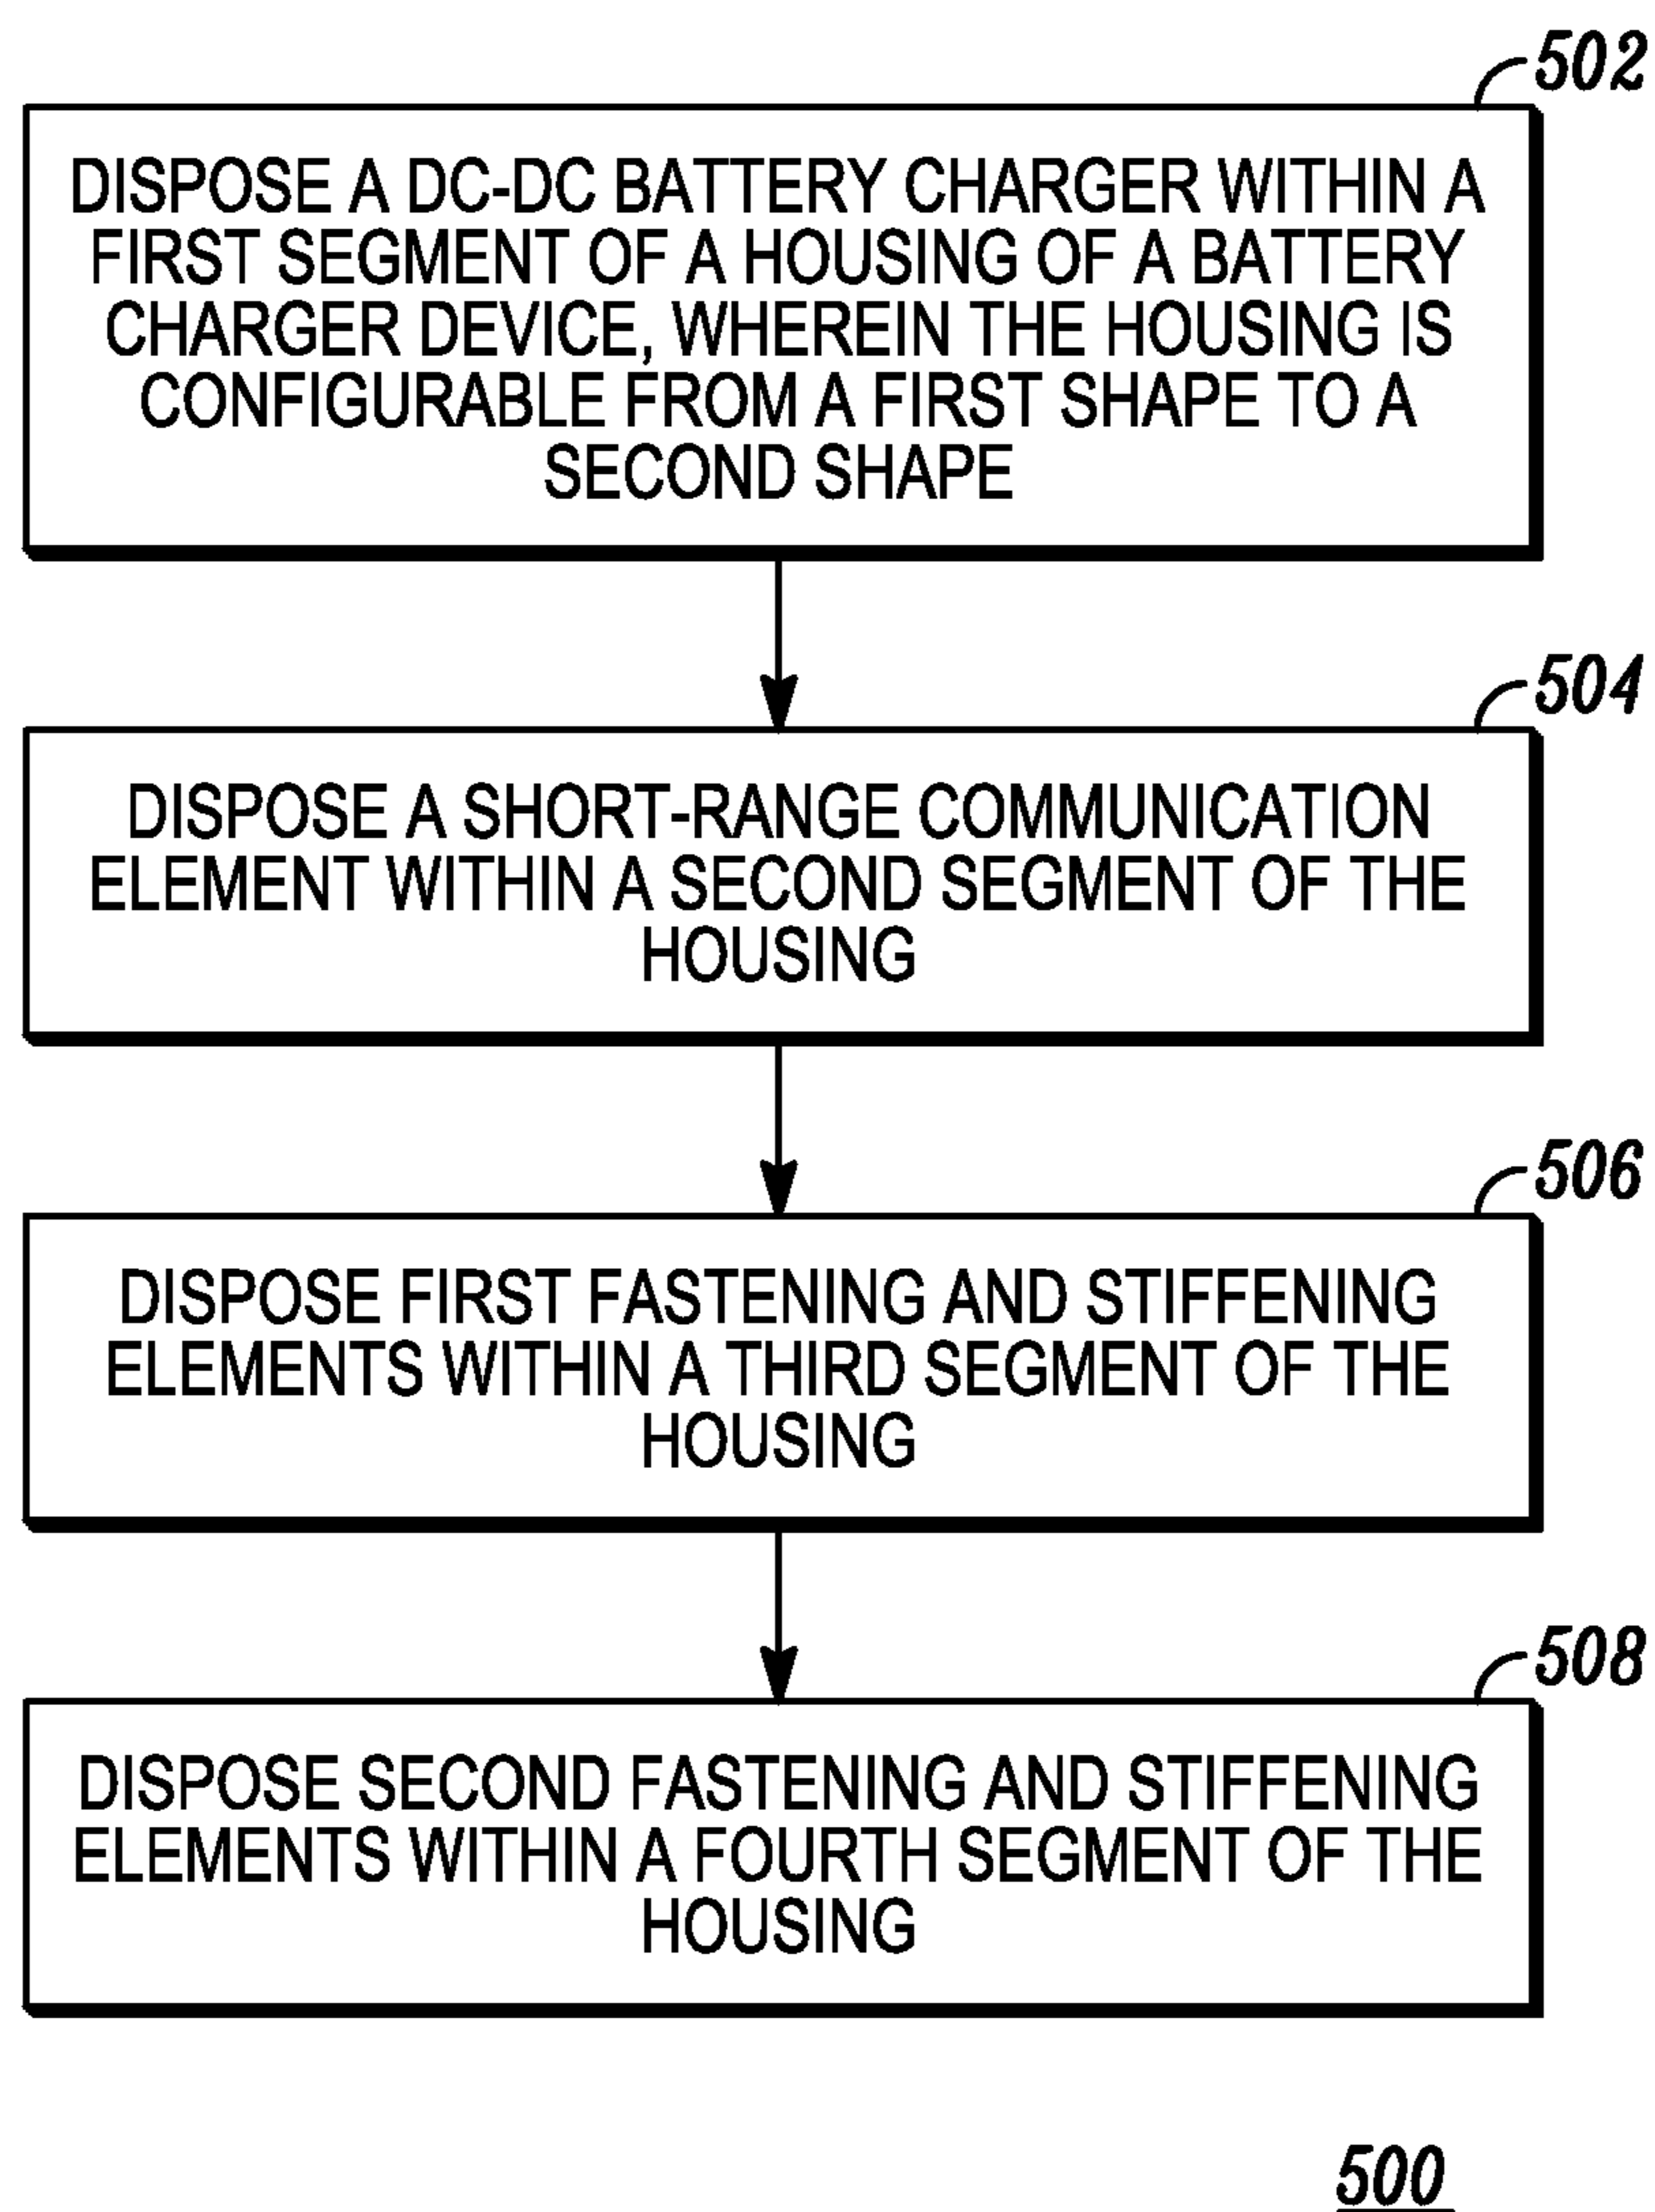 502
DISPOSE A DC-DC BATTERY CHARGER WITHIN A
FIRST SEGMENT OF A HOUSING OF A BATTERY
CHARGER DEVICE, WHEREIN THE HOUSING IS
CONFIGURABLE FROM A FIRST SHAPE TO A
SECOND SHAPE
504
DISPOSE A SHORT-RANGE COMMUNICATION
ELEMENT WITHIN A SECOND SEGMENT OF THE
HOUSING
506
DISPOSE FIRST FASTENING AND STIFFENING
ELEMENTS WITHIN A THIRD SEGMENT OF THE
HOUSING
508
DISPOSE SECOND FASTENING AND STIFFENING
ELEMENTS WITHIN A FOURTH SEGMENT OF THE
HOUSING
500